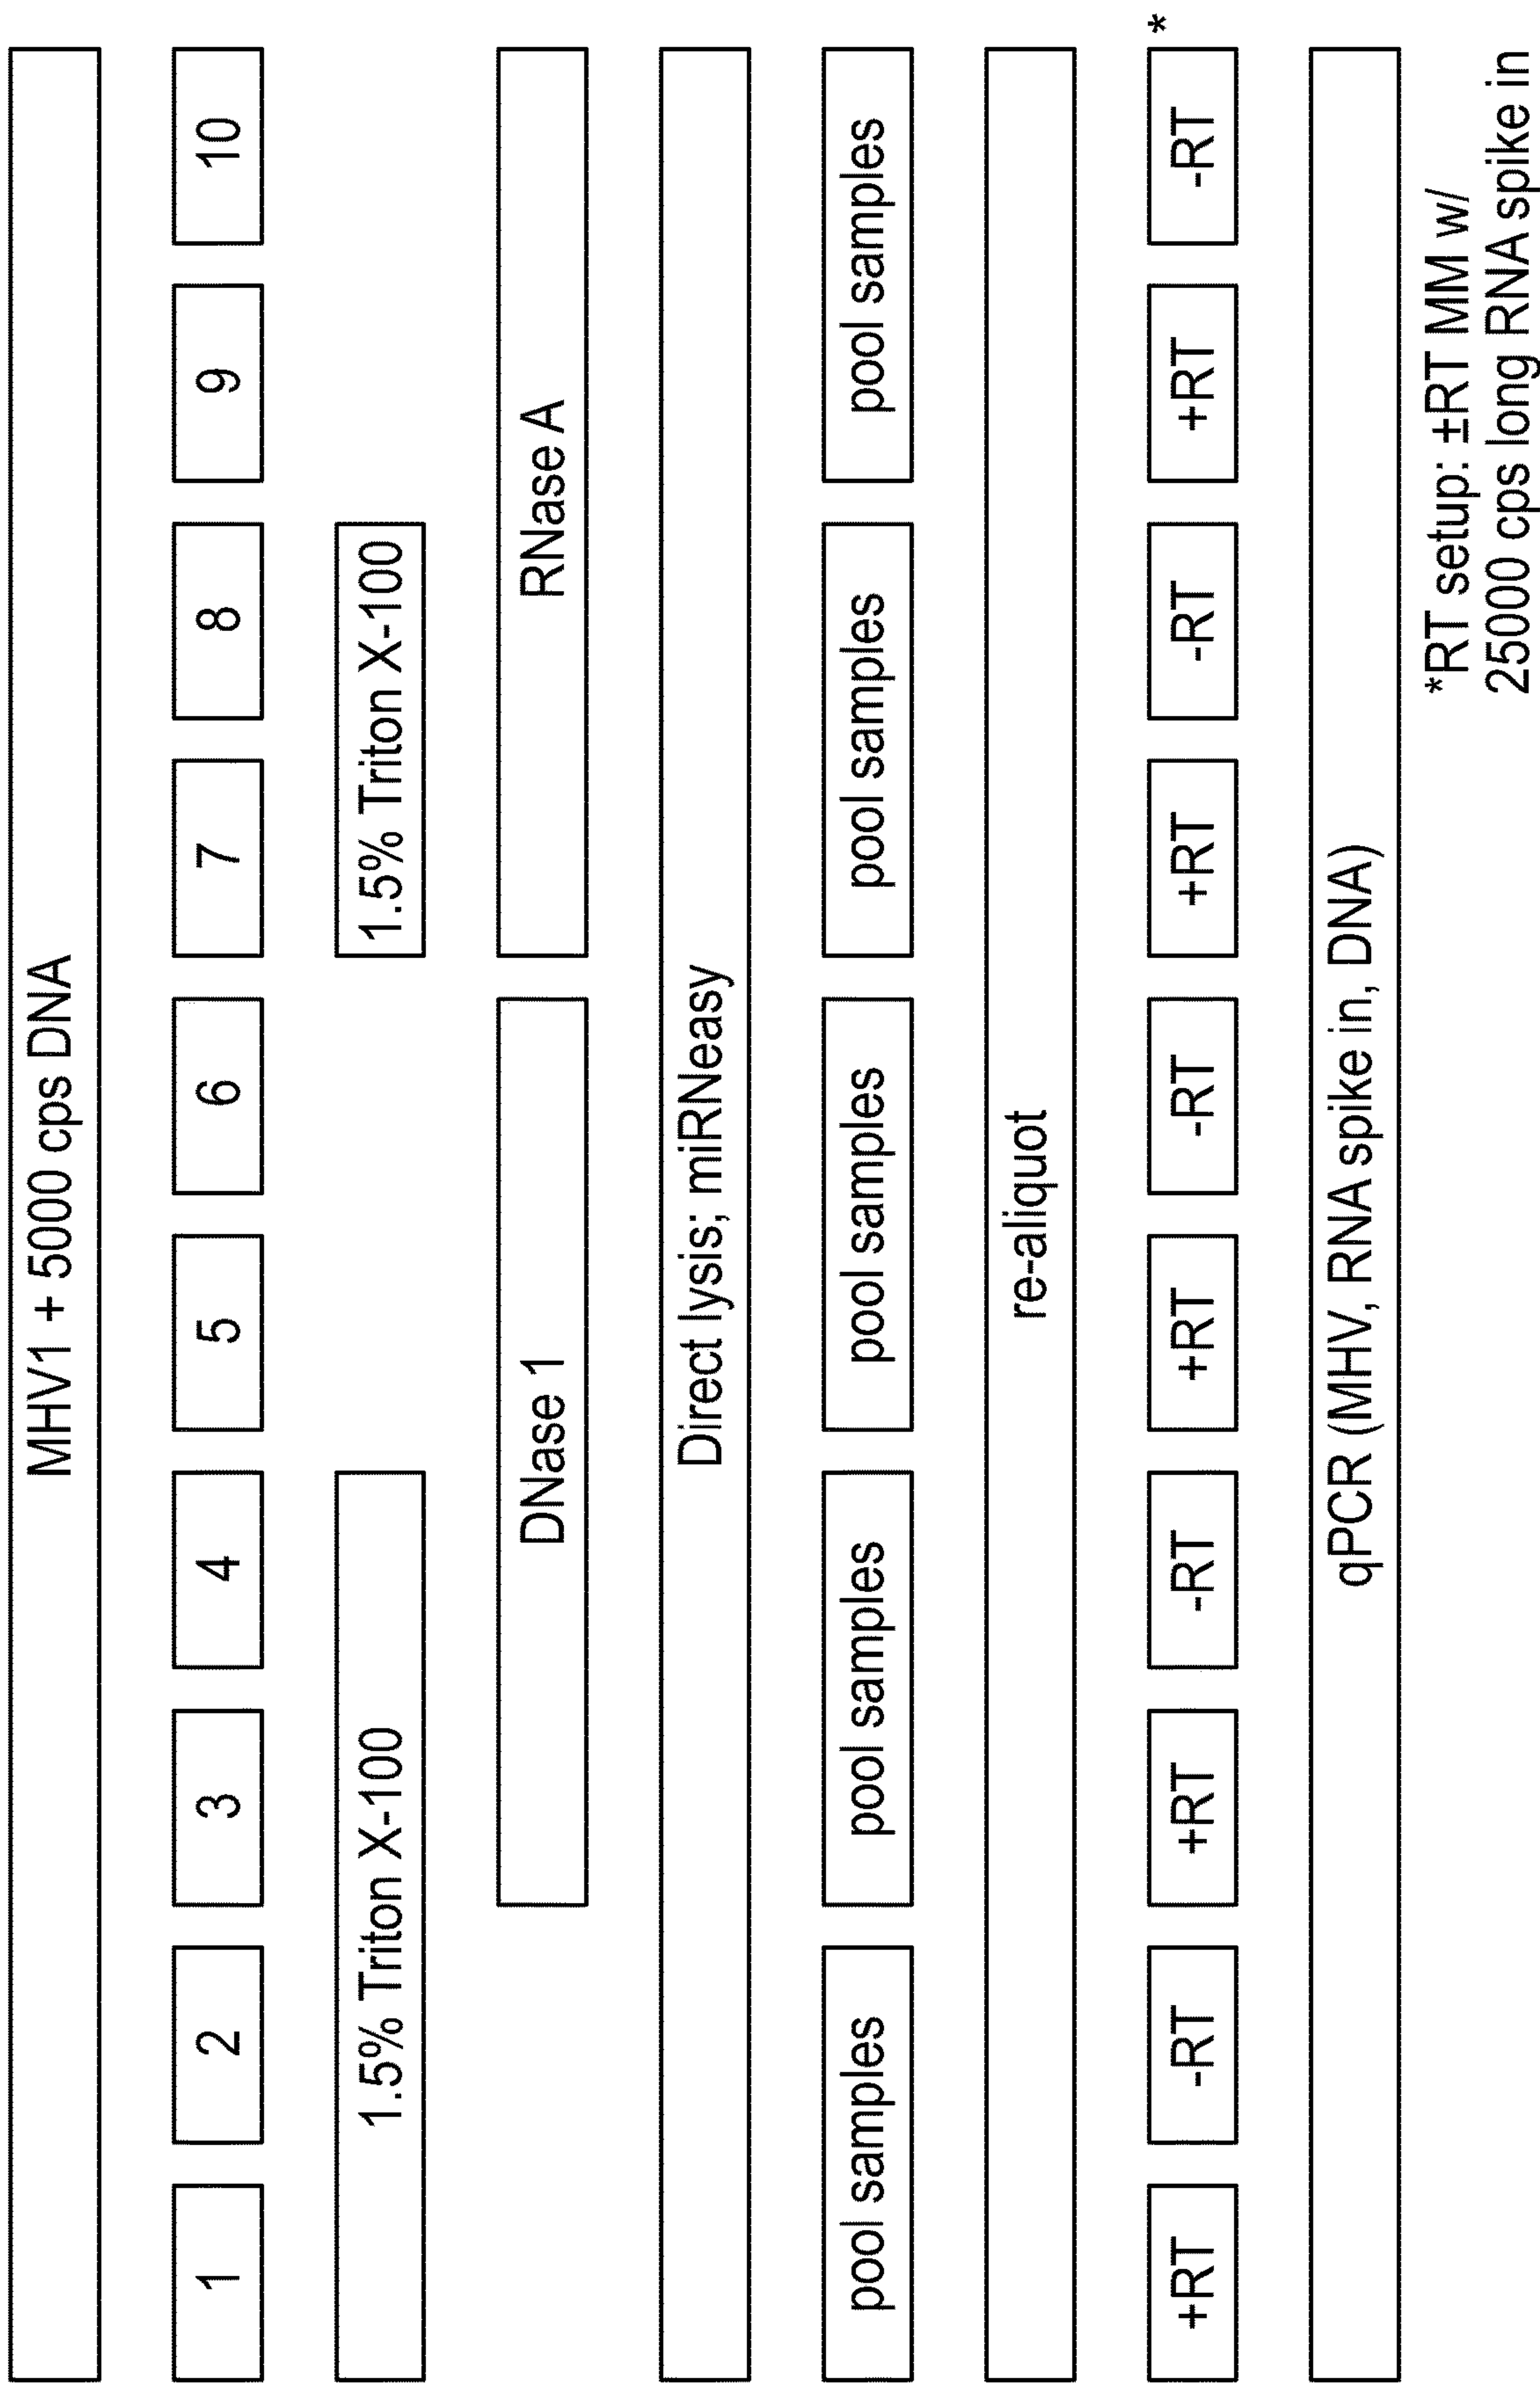 MHV1 + 5000 cps DNA
1 2 3 4 5 6 7 8 9 10
1.5% Triton X-100 1.5% Triton X-100
DNase 1 RNase A
Direct lysis; miRNeasy
pool samples pool samples pool samples pool samples pool samples
re-aliquot
+RT -RT +RT -RT +RT -RT +RT -RT +RT -RT *
qPCR (MHV, RNA spike in, DNA)
*RT setup: ±RT MM w/
25000 cps long RNA spike in